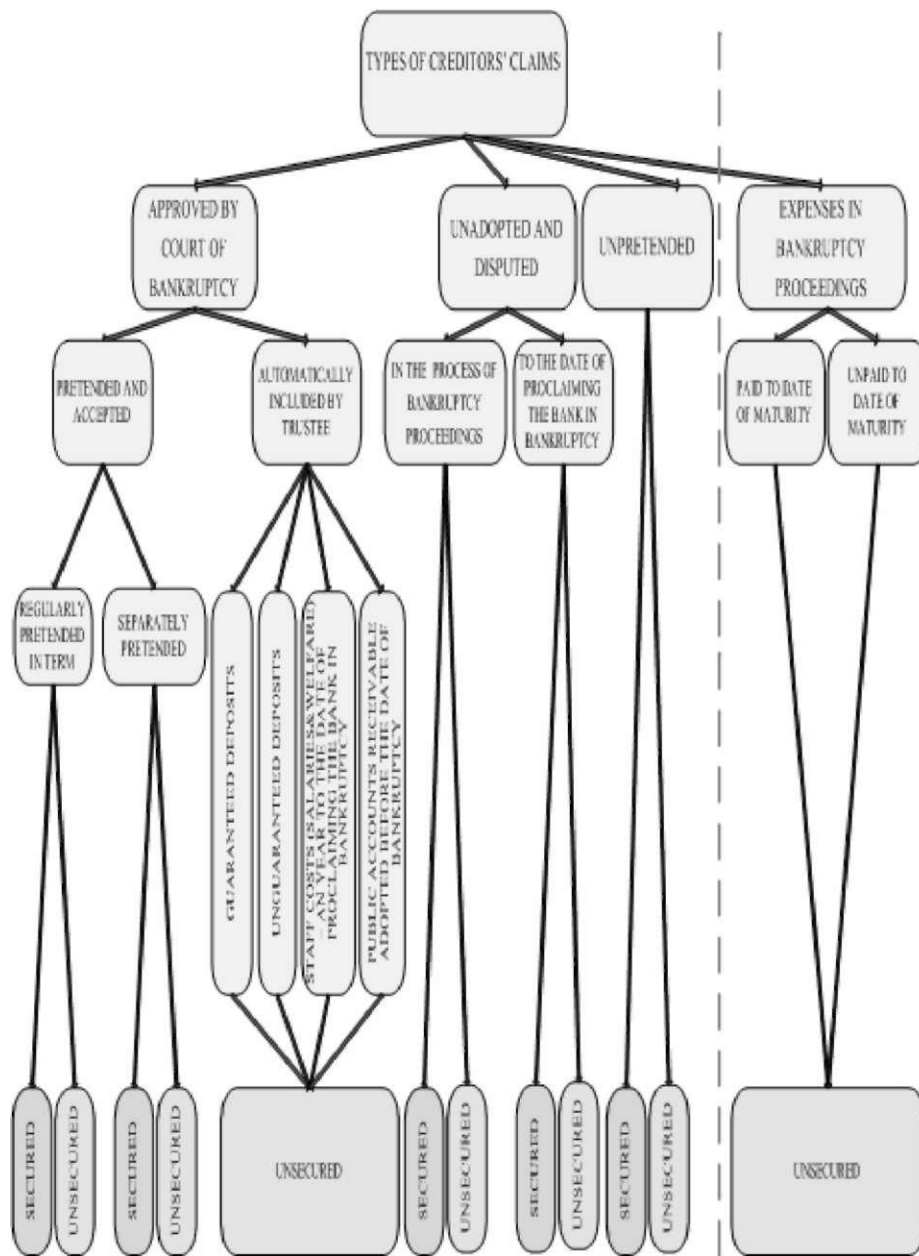 TYPES OF CREDITORS' CLAIMS
APPROVED BY
COURT OF
BANKRUPTCY
UNADOPTED AND
DISPUTED
UNPRETENDED
EXPENSES IN
BANKRUPTCY
PROCEEDINGS
PRETENDED AND
ACCEPTED
AUTOMATICALLY
INCLUDED BY
TRUSTEE
IN THE PROCESS OF
BANKRUPTCY
PROCEEDINGS
TO THE DATE OF
PROCLAIMING
THE BANK IN
BANKRUPTCY
PAID TO DATE
OF MATURITY
UNPAID TO
DATE OF
MATURITY
REGULARLY
PRETENDED
IN TERM
SEPARATELY
PRETENDED
GUARANTEED DEPOSITS
UNGUARANTEED DEPOSITS
STAFF COSTS (SALARIES&WELFARE)
– AN YEAR TO THE DATE OF
PROCLAIMING THE BANK IN
BANKRUPTCY
PUBLIC ACCOUNTS RECEIVABLE
ADOPTED BEFORE THE DATE OF
BANKRUPTCY
SECURED
UNSECURED
SECURED
UNSECURED
UNSECURED
SECURED
UNSECURED
SECURED
UNSECURED
SECURED
UNSECURED
UNSECURED